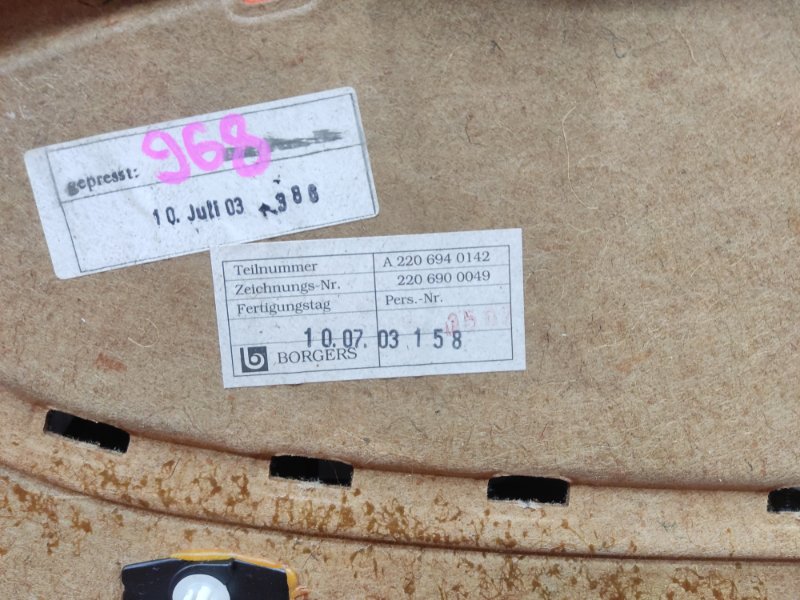 968
gepresst:
10. Juli 03
Teilnummer A 220 694 0142
Zeichnungs-Nr. 220 690 0049
Fertigungstag Pers.-Nr.
10.07.03 158
BORGERS